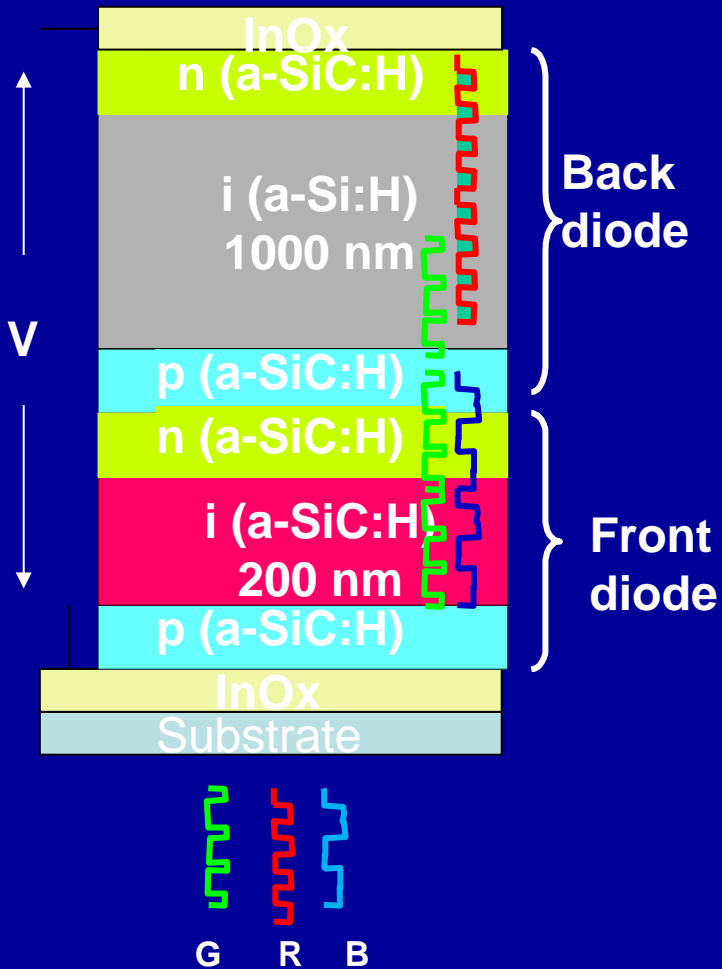 InOx
n (a-SiC:H)
i (a-Si:H)
1000 nm
Back
diode
V
p (a-SiC:H)
n (a-SiC:H)
i (a-SiC:H)
200 nm
Front
diode
p (a-SiC:H)
InOx
Substrate
G R B